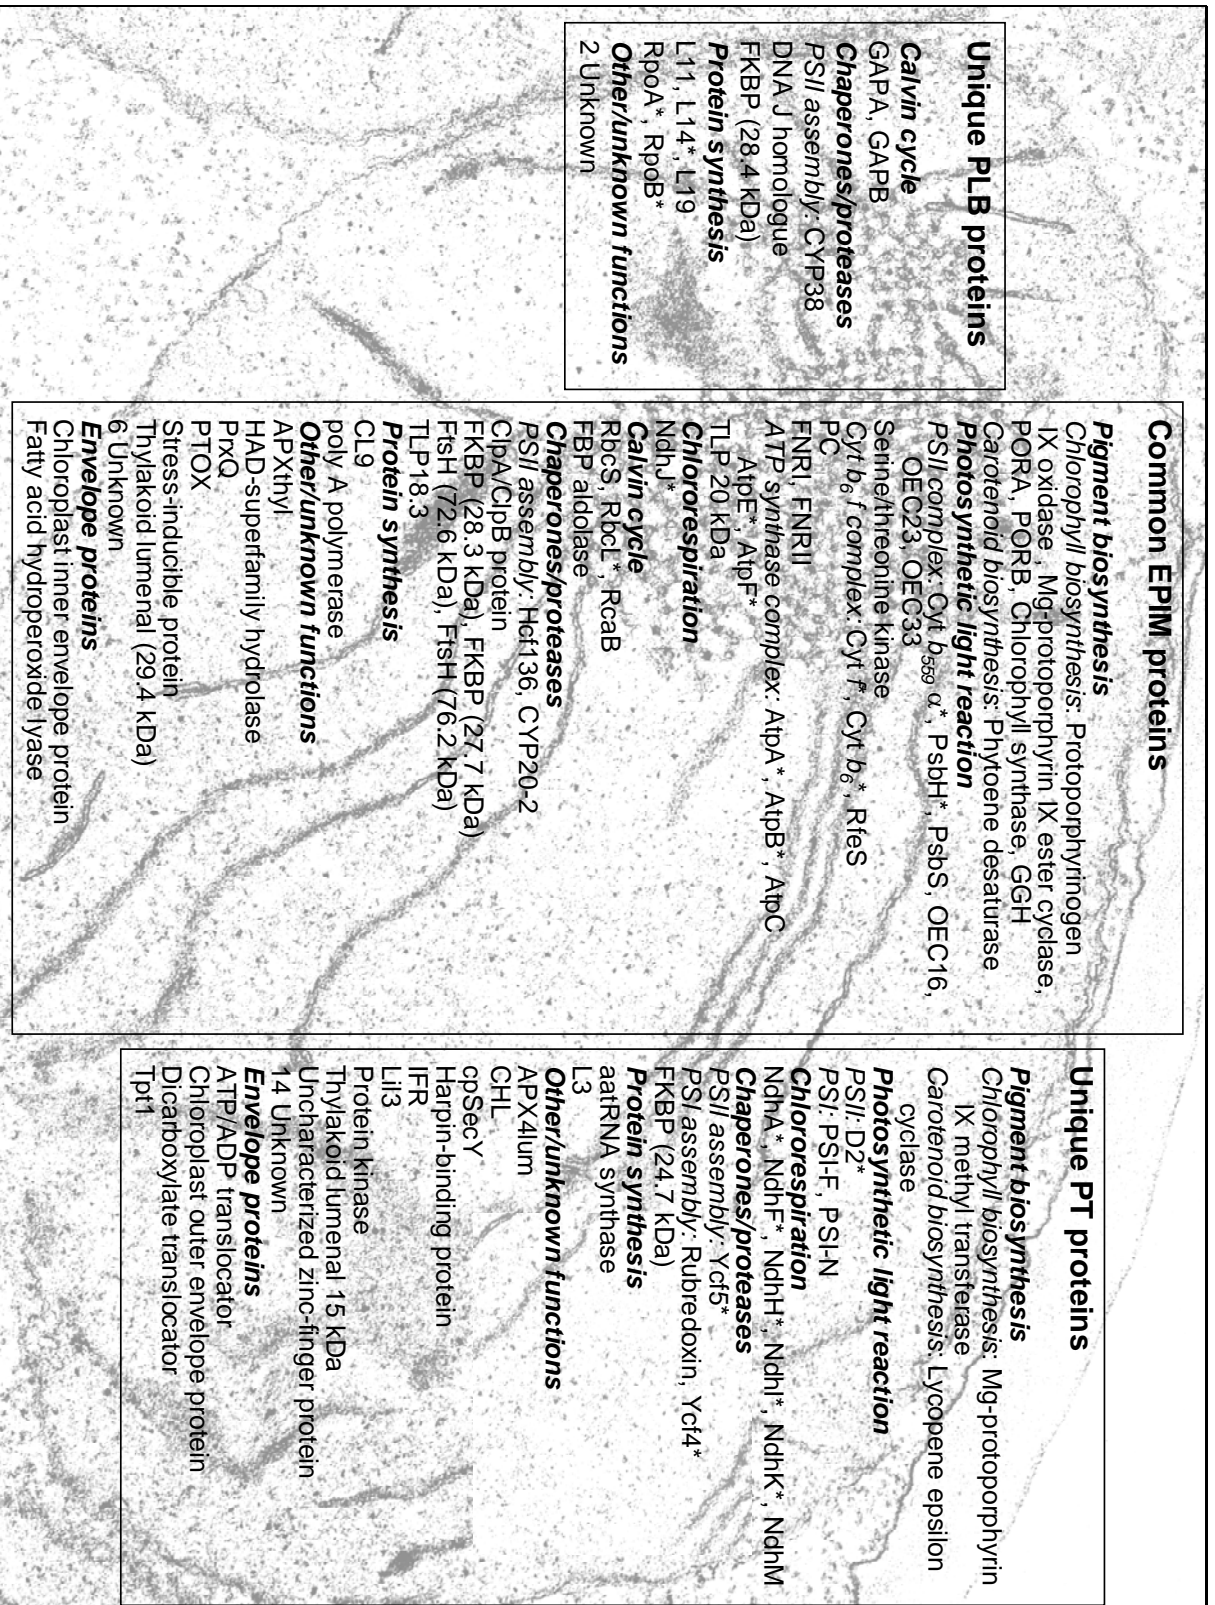 Unique PLB proteins
Calvin cycle
GAPA, GAPB
Chaperones/proteases
PSII assembly: CYP38
DNA J homologue
FKBP (28.4 kDa)
Protein synthesis
L11, L14*, L19
RpoA*, RpoB*
Other/unknown functions
2 Unknown
Common EPIM proteins
Pigment biosynthesis
Chlorophyll biosynthesis: Protoporphyrinogen
IX oxidase, Mg-protoporphyrin IX ester cyclase,
PORA, PORB, Chlorophyll synthase, GGH
Carotenoid biosynthesis: Phytoene desaturase
Photosynthetic light reaction
PSII complex: Cyt b559 α*, PsbH*, PsbS, OEC16,
OEC23, OEC33
Serine/threonine kinase
Cyt b6 f complex: Cyt f*, Cyt b6*, RfeS
PC
FNRI, FNRII
ATP synthase complex: AtpA*, AtpB*, AtpC
AtpE*, AtpF*
TLP 20 kDa
Chlororespiration
NdhJ*
Calvin cycle
RbcS, RbcL*, RcaB
FBP aldolase
Chaperones/proteases
PSII assembly: Hcf136, CYP20-2
ClpA/ClpB protein
FKBP (28.3 kDa), FKBP (27.7 kDa)
FtsH (72.6 kDa), FtsH (76.2 kDa)
TLP18.3
Protein synthesis
CL9
poly A polymerase
Other/unknown functions
APXthyl
HAD-superfamily hydrolase
PrxQ
PTOX
Stress-inducible protein
Thylakoid lumenal (29.4 kDa)
6 Unknown
Envelope proteins
Chloroplast inner envelope protein
Fatty acid hydroperoxide lyase
Unique PT proteins
Pigment biosynthesis
Chlorophyll biosynthesis: Mg-protoporphyrin
IX methyl transferase
Carotenoid biosynthesis: Lycopene epsilon
cyclase
Photosynthetic light reaction
PSII: D2*
PSI: PSI-F, PSI-N
Chlororespiration
NdhA*, NdhF*, NdhH*, NdhI*, NdhK*, NdhM
Chaperones/proteases
PSII assembly: Ycf5*
PSI assembly: Rubredoxin, Ycf4*
FKBP (24.7 kDa)
Protein synthesis
aatRNA synthase
L3
Other/unknown functions
APX4lum
CHL
cpSecY
Harpin-binding protein
IFR
Lil3
Protein kinase
Thylakoid lumenal 15 kDa
Uncharacterized zinc-finger protein
14 Unknown
Envelope proteins
ATP/ADP translocator
Chloroplast outer envelope protein
Dicarboxylate translocator
Tpt1